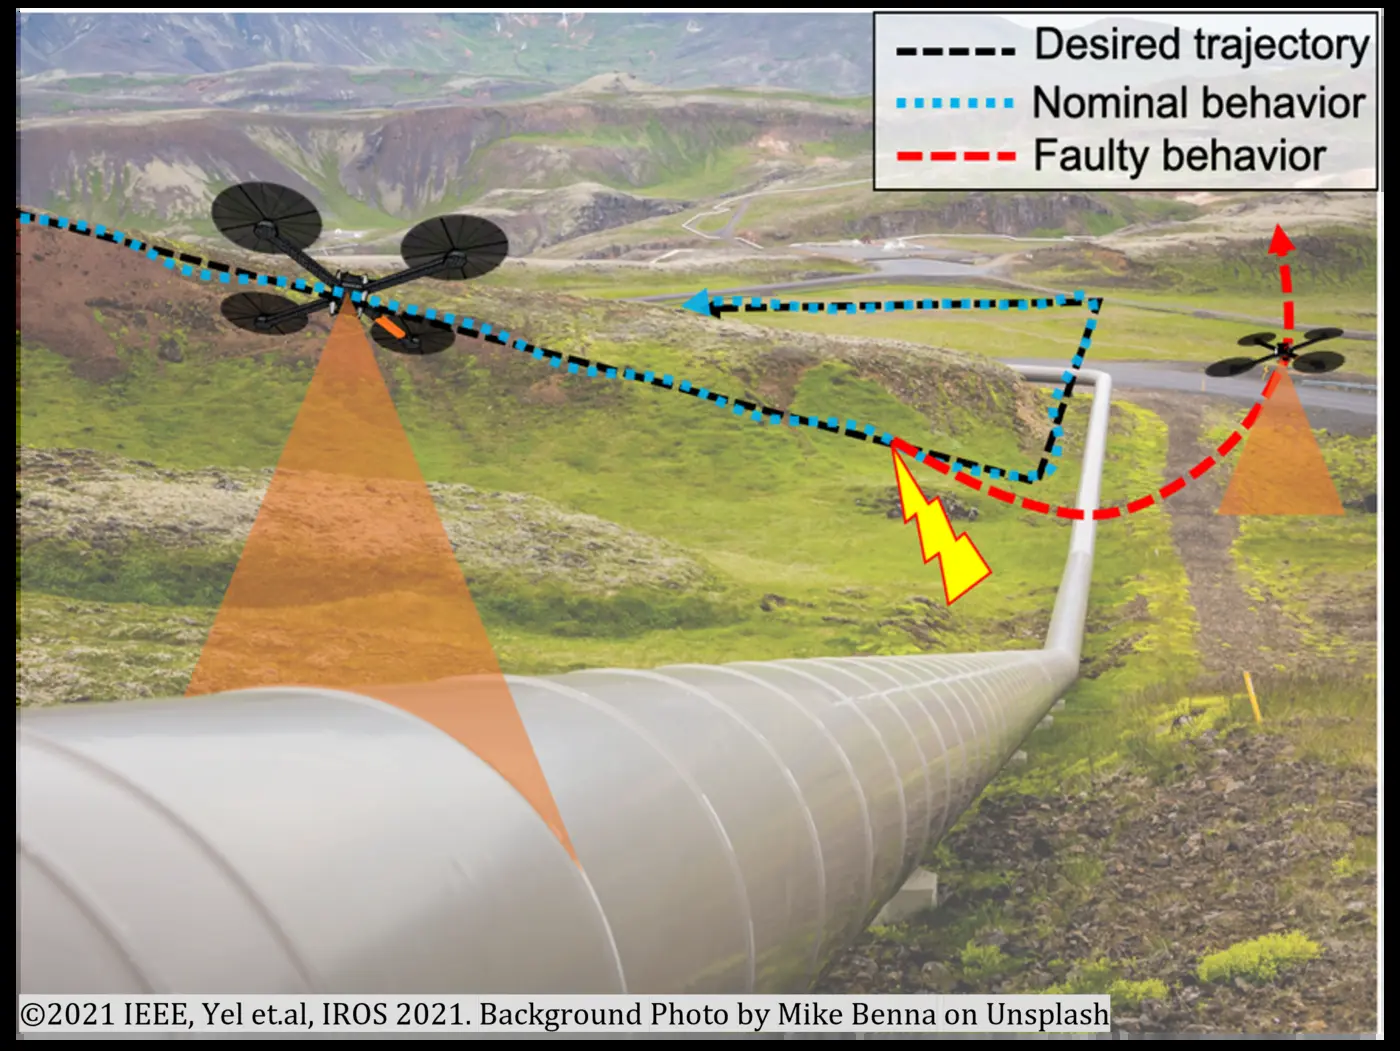 Desired trajectory
Nominal behavior
Faulty behavior
©2021 IEEE, Yel et.al, IROS 2021. Background Photo by Mike Benna on Unsplash